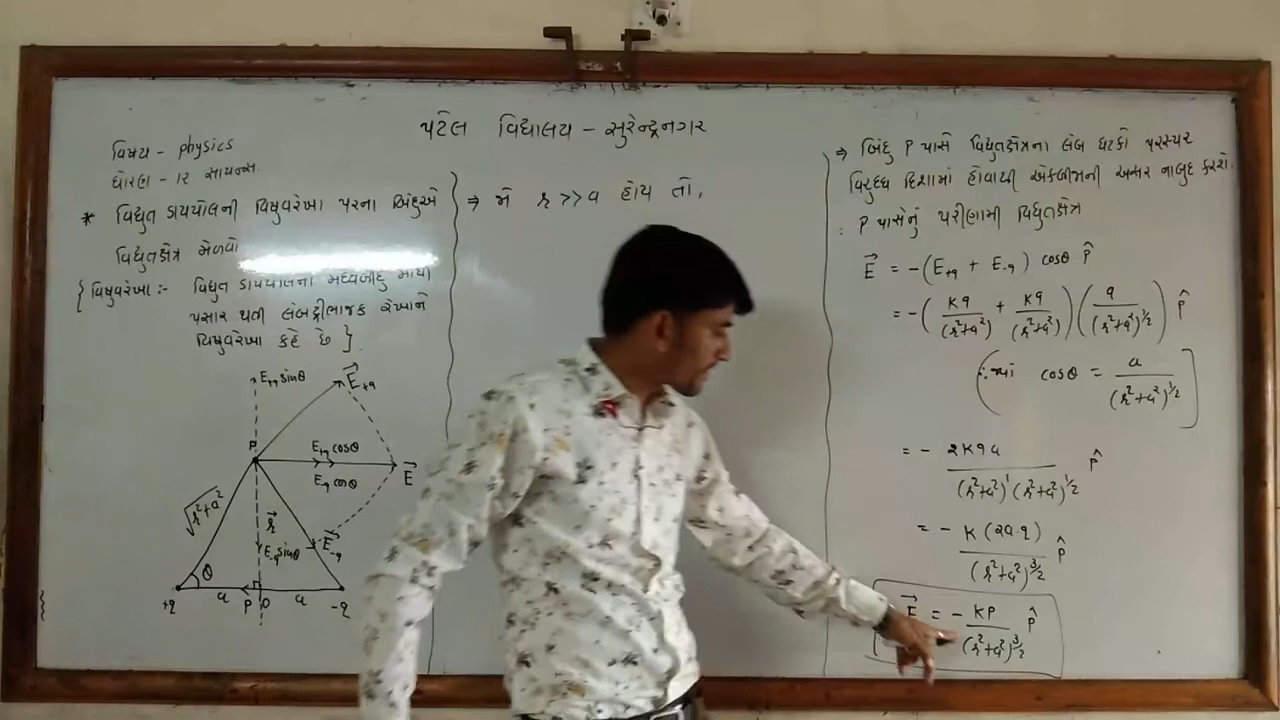 પટેલ વિદ્યાલય – સુરેન્દ્રનગર
વિષય - physics
ધોરણ - ૧૨ સાયન્સ.
* વિદ્યુત ડાયપોલની વિષુવરેખા પરના બિંદુએ
વિદ્યુતક્ષેત્ર મેળવો
{ વિષુવરેખા :- વિદ્યુત ડાયપોલના મધ્યબીંદુ માંથી
પસાર થતી લંબદ્વીભાજક રેખાને
વિષુવરેખા કહે છે }.
E₊q sinθ
E⃗₊q
P
E₊q cosθ
E₋q cosθ
E⃗
√r²+a²
r⃗
E₋q sinθ
E⃗₋q
θ
+q a P O a -q
⇒ જો r >> a હોય તો,
⇒ બિંદુ P પાસે વિદ્યુતક્ષેત્રના લંબ ઘટકો પરસ્પર
વિરુદ્ધ દિશામાં હોવાથી એકબીજાની અસર નાબુદ કરશે.
∴ P પાસેનું પરીણામી વિદ્યુતક્ષેત્ર
E⃗ = -(E₊q + E₋q) cosθ p̂
= -( Kq/(r²+a²) + Kq/(r²+a²) )( q/(r²+a²)^1/2 ) p̂
cosθ = a/(r²+a²)^1/2
= - 2Kqa/(r²+a²)^1 (r²+a²)^1/2 p̂
= - K(2a·q)/(r²+a²)^3/2 p̂
E⃗ = - KP/(r²+a²)^3/2 p̂